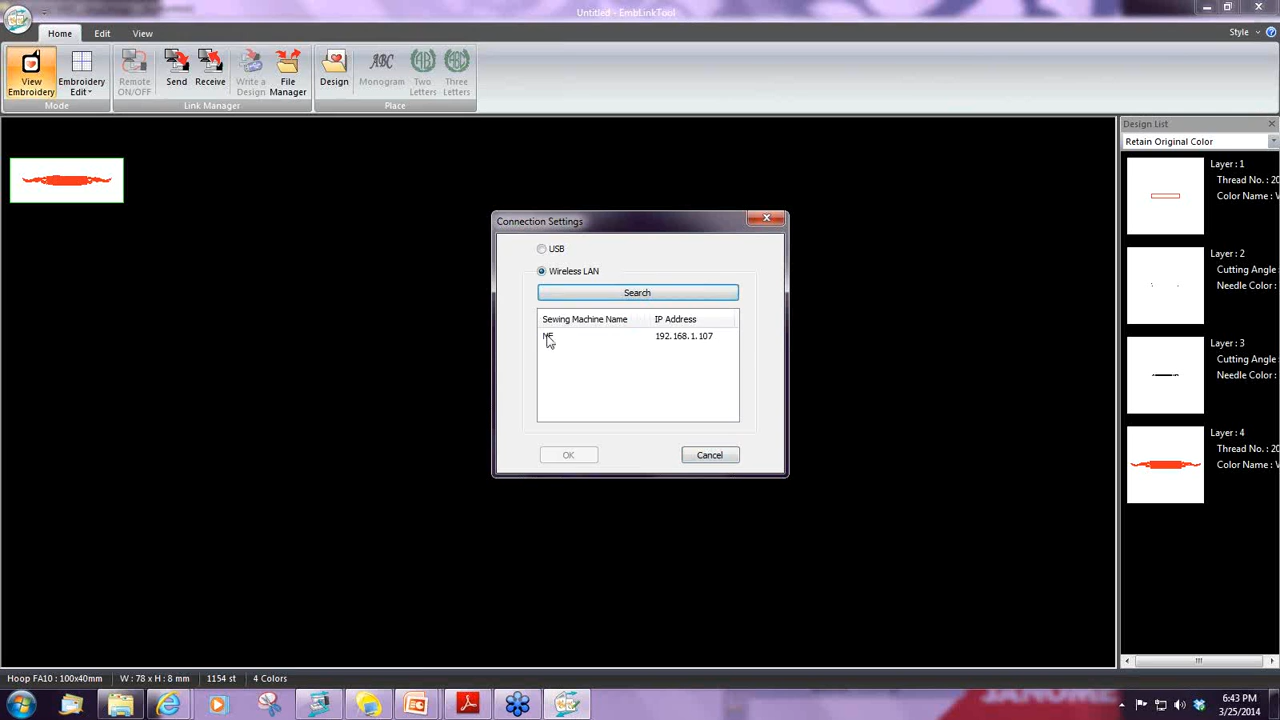 Untitled - EmbLinkTool
Home Edit View Style
View Embroidery
Embroidery Edit
Remote ON/OFF
Send
Receive
Write a Design
File Manager
Design
Monogram
Two Letters
Three Letters
Mode
Link Manager
Place
Design List
Retain Original Color
Layer : 1
Thread No. : 20
Color Name : V
Layer : 2
Cutting Angle :
Needle Color :
Layer : 3
Cutting Angle :
Needle Color :
Layer : 4
Thread No. : 20
Color Name : V
Connection Settings
USB
Wireless LAN
Search
Sewing Machine Name IP Address
192.168.1.107
OK Cancel
Hoop FA10 : 100x40mm W : 78 x H : 8 mm 1154 st 4 Colors
JANOME
6:43 PM
3/25/2014